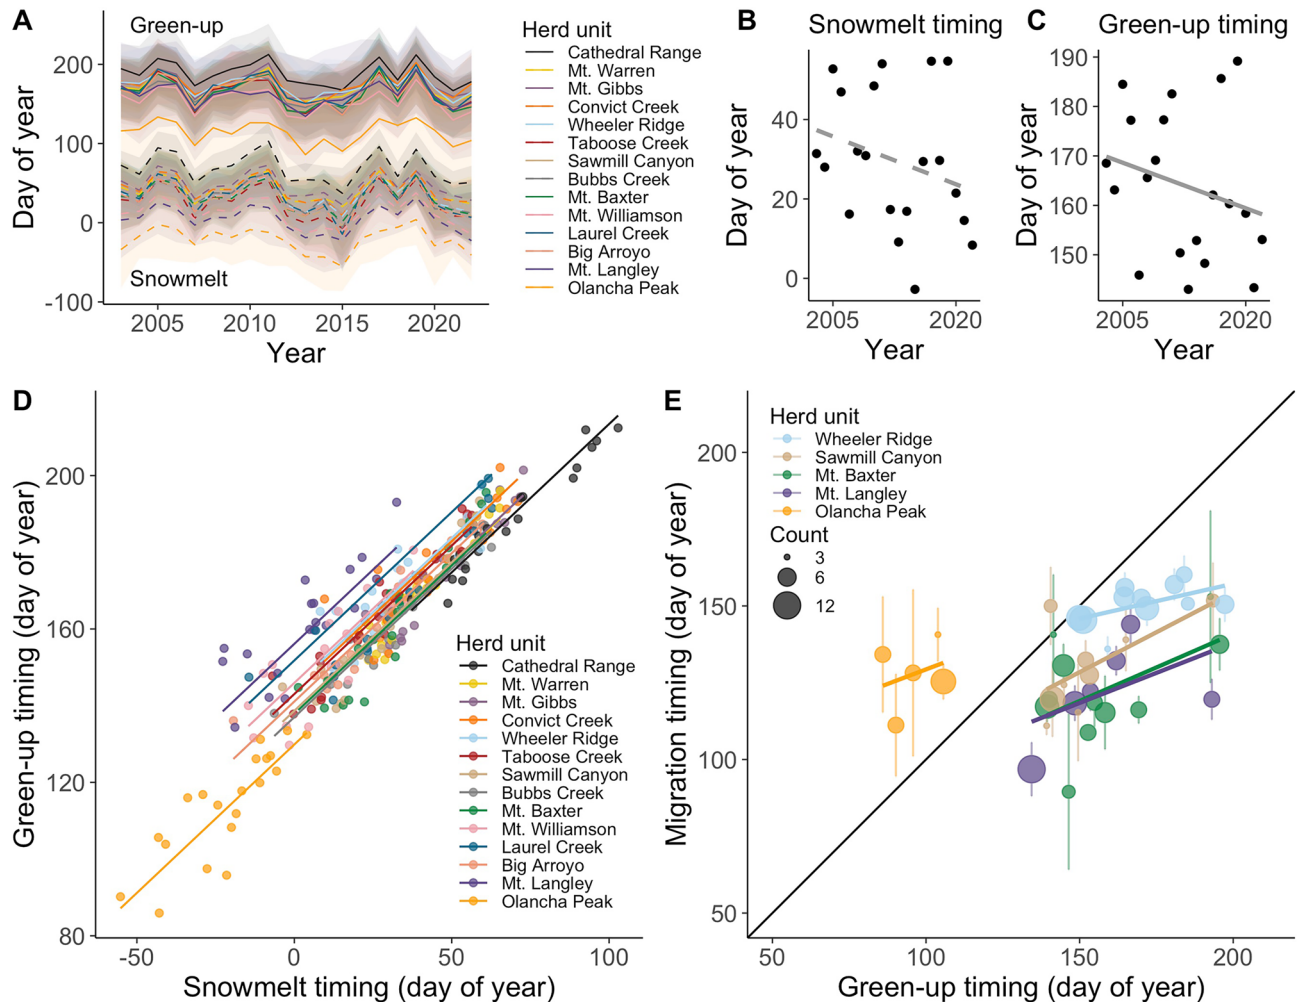 A
Green-up
Snowmelt
Day of year
200
100
0
-100
2005
2010
2015
2020
Year
Herd unit
Cathedral Range
Mt. Warren
Mt. Gibbs
Convict Creek
Wheeler Ridge
Taboose Creek
Sawmill Canyon
Bubbs Creek
Mt. Baxter
Mt. Williamson
Laurel Creek
Big Arroyo
Mt. Langley
Olancha Peak
B
Snowmelt timing
Day of year
40
20
0
2005
2020
Year
C
Green-up timing
Day of year
190
180
170
160
150
2005
2020
Year
D
Green-up timing (day of year)
200
160
120
80
-50
0
50
100
Snowmelt timing (day of year)
Herd unit
Cathedral Range
Mt. Warren
Mt. Gibbs
Convict Creek
Wheeler Ridge
Taboose Creek
Sawmill Canyon
Bubbs Creek
Mt. Baxter
Mt. Williamson
Laurel Creek
Big Arroyo
Mt. Langley
Olancha Peak
E
Herd unit
Wheeler Ridge
Sawmill Canyon
Mt. Baxter
Mt. Langley
Olancha Peak
Count
3
6
12
Migration timing (day of year)
200
150
100
50
50
100
150
200
Green-up timing (day of year)